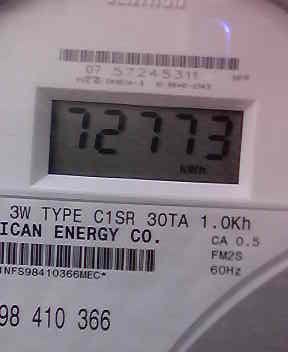 07 57245311
72773
KWH
3W TYPE C1SR 30TA 1.0Kh
ICAN ENERGY CO.
CA 0.5
FM2S
60Hz
INFS98410366MEC*
98 410 366